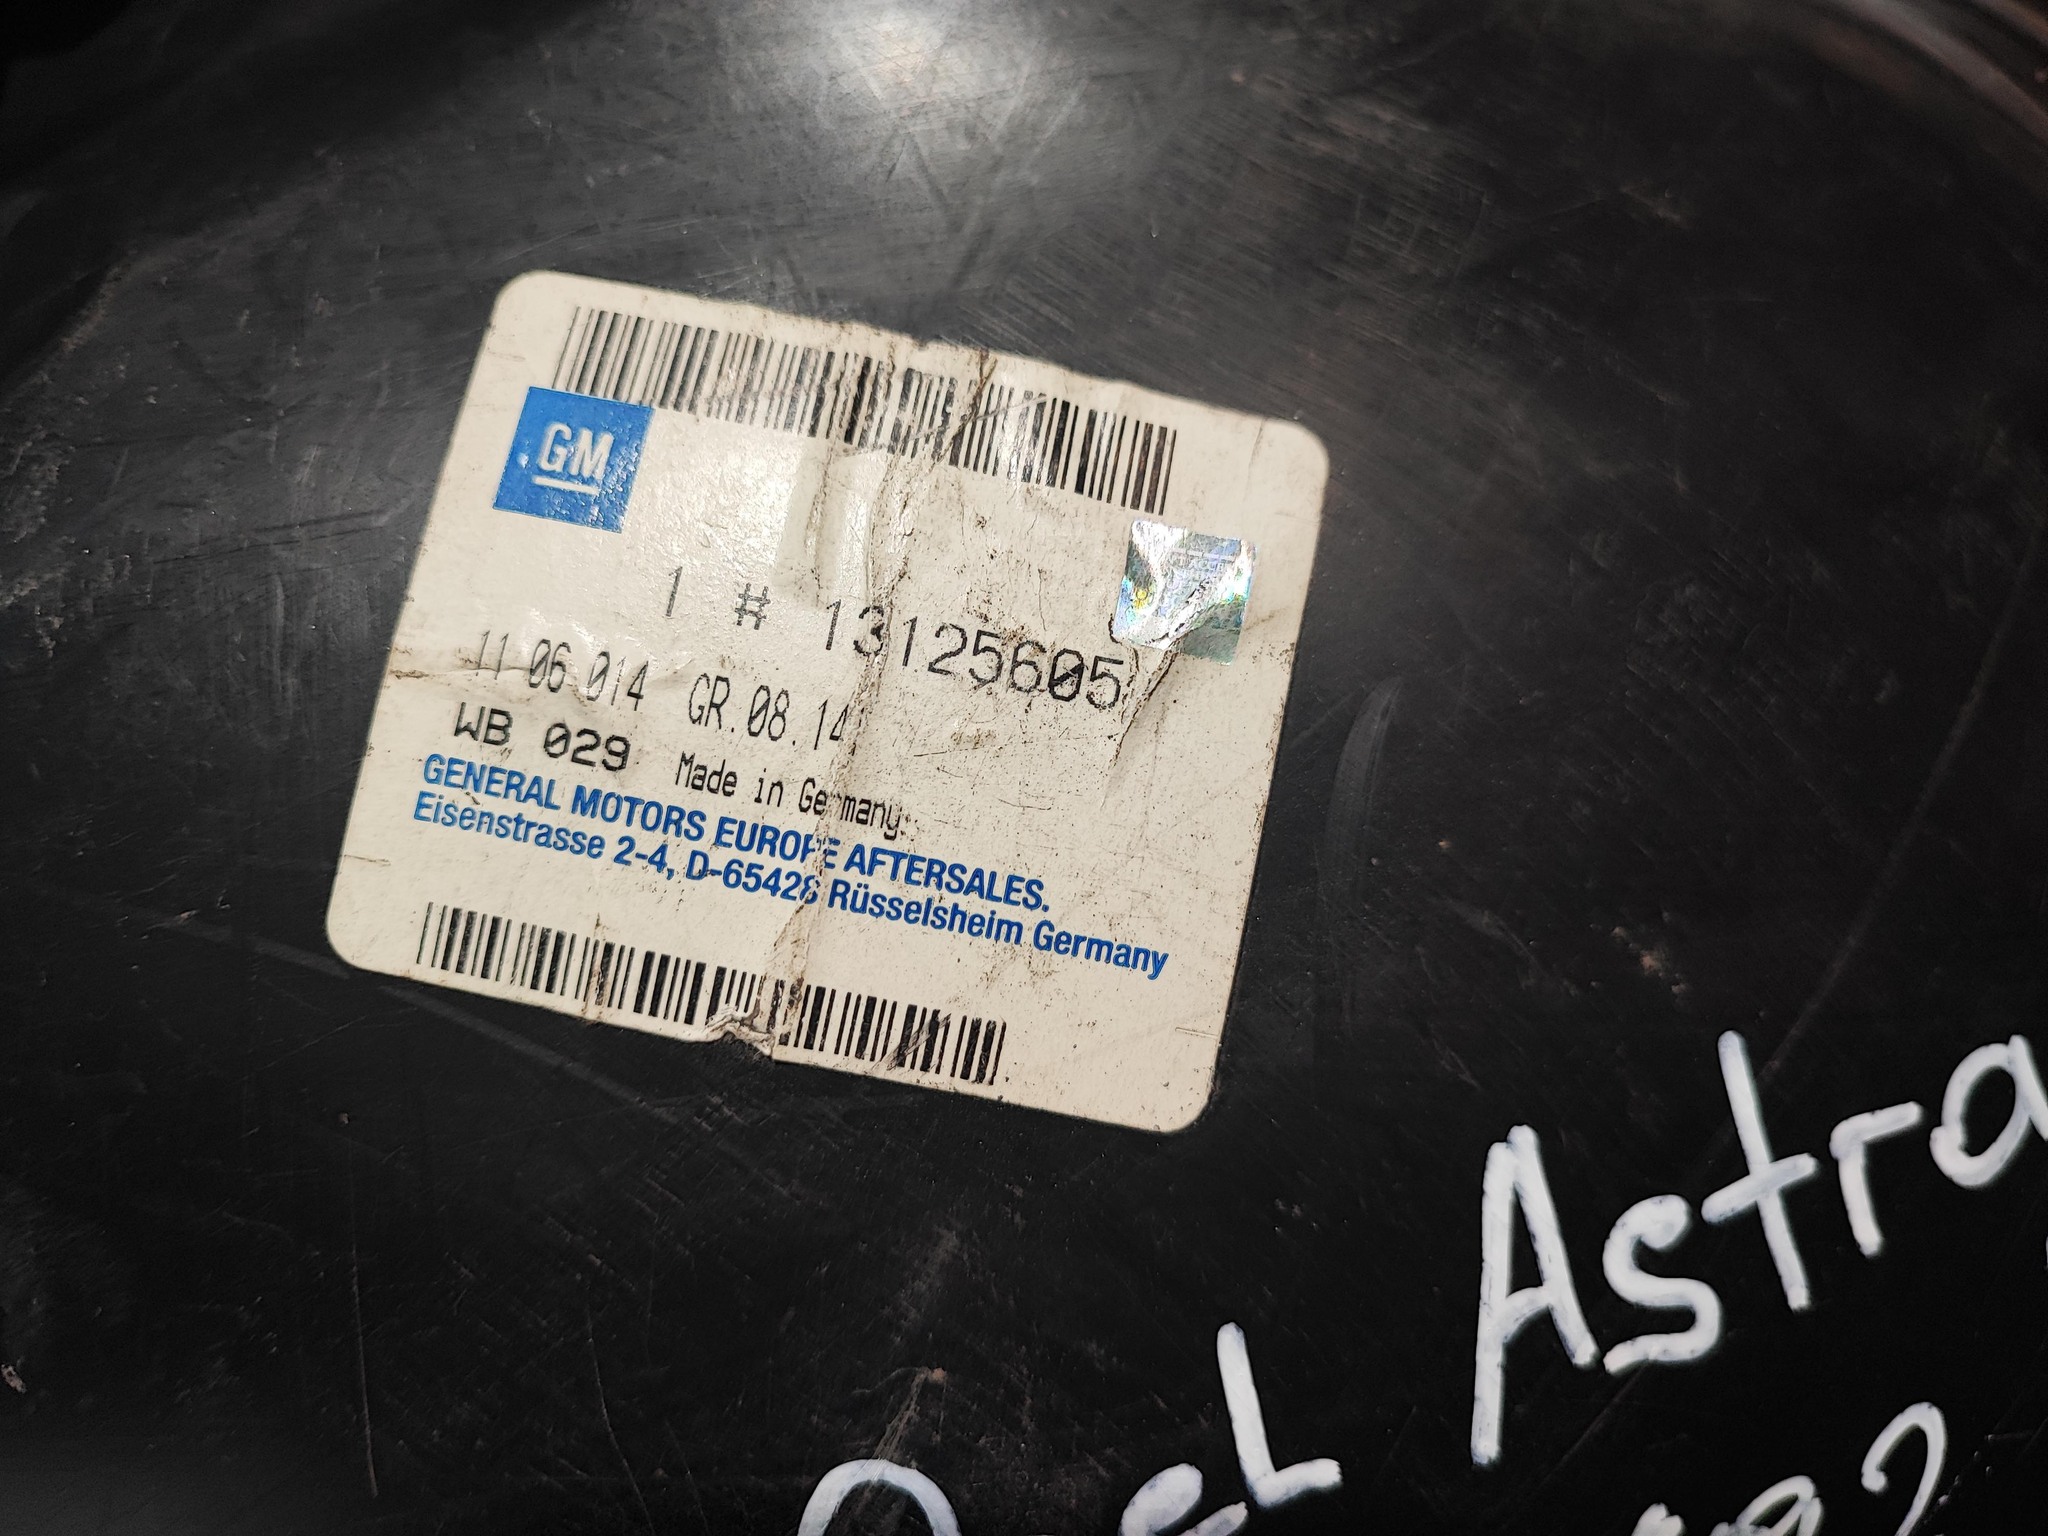 GM
1 # 13125605
11 06 014 GR.08.14
WB 029 Made in Germany
GENERAL MOTORS EUROPE AFTERSALES.
Eisenstrasse 2-4, D-65428 Rüsselsheim Germany
Astra